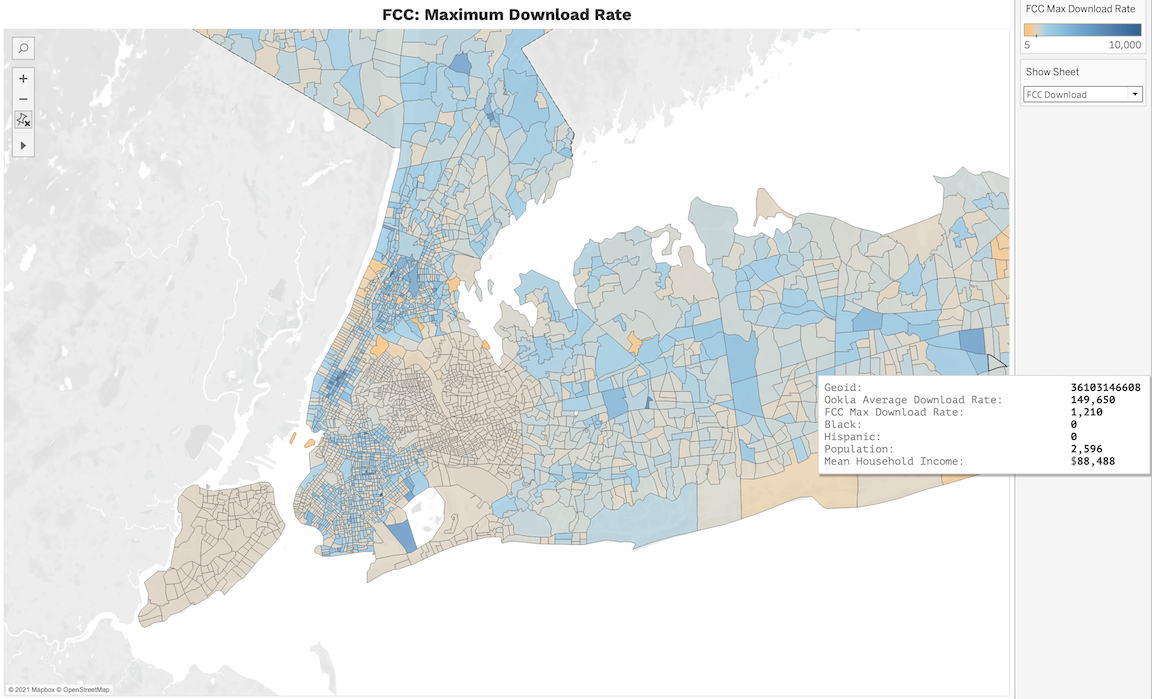 FCC: Maximum Download Rate
FCC Max Download Rate
5 10,000
Show Sheet
FCC Download
Geoid: 36103146608
Ookla Average Download Rate: 149,650
FCC Max Download Rate: 1,210
Black: 0
Hispanic: 0
Population: 2,596
Mean Household Income: $88,488
© 2021 Mapbox © OpenStreetMap